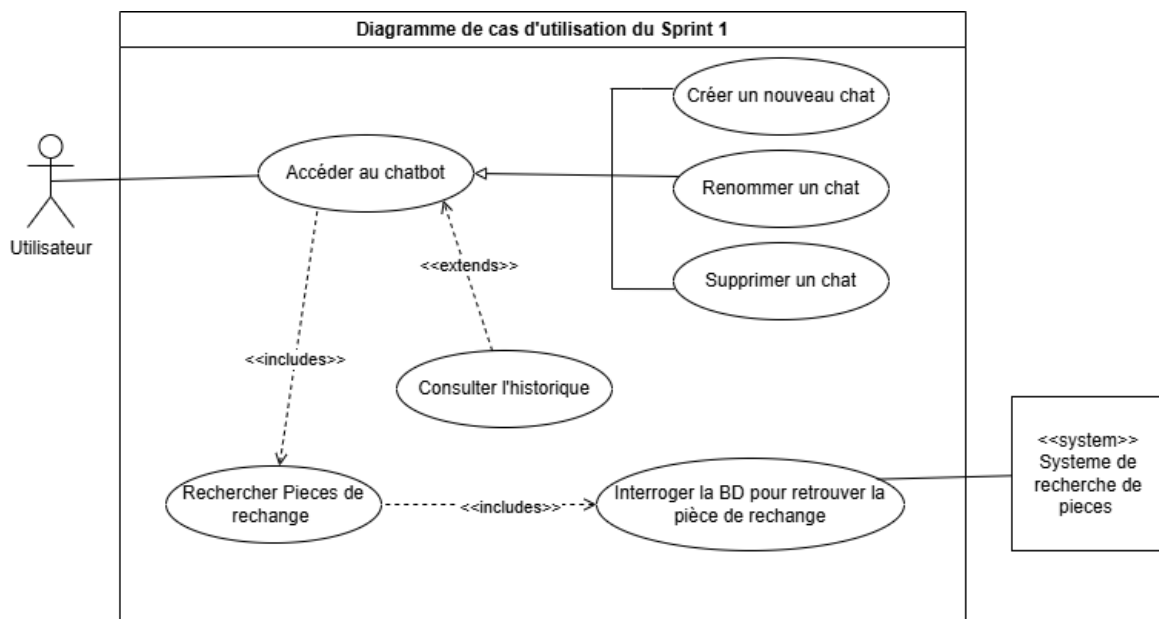 Diagramme de cas d'utilisation du Sprint 1
Créer un nouveau chat
Accéder au chatbot
Renommer un chat
Utilisateur
<<extends>>
Supprimer un chat
<<includes>>
Consulter l'historique
<<system>>
Systeme de
recherche de
pieces
Rechercher Pieces de
rechange
<<includes>>
Interroger la BD pour retrouver la
pièce de rechange